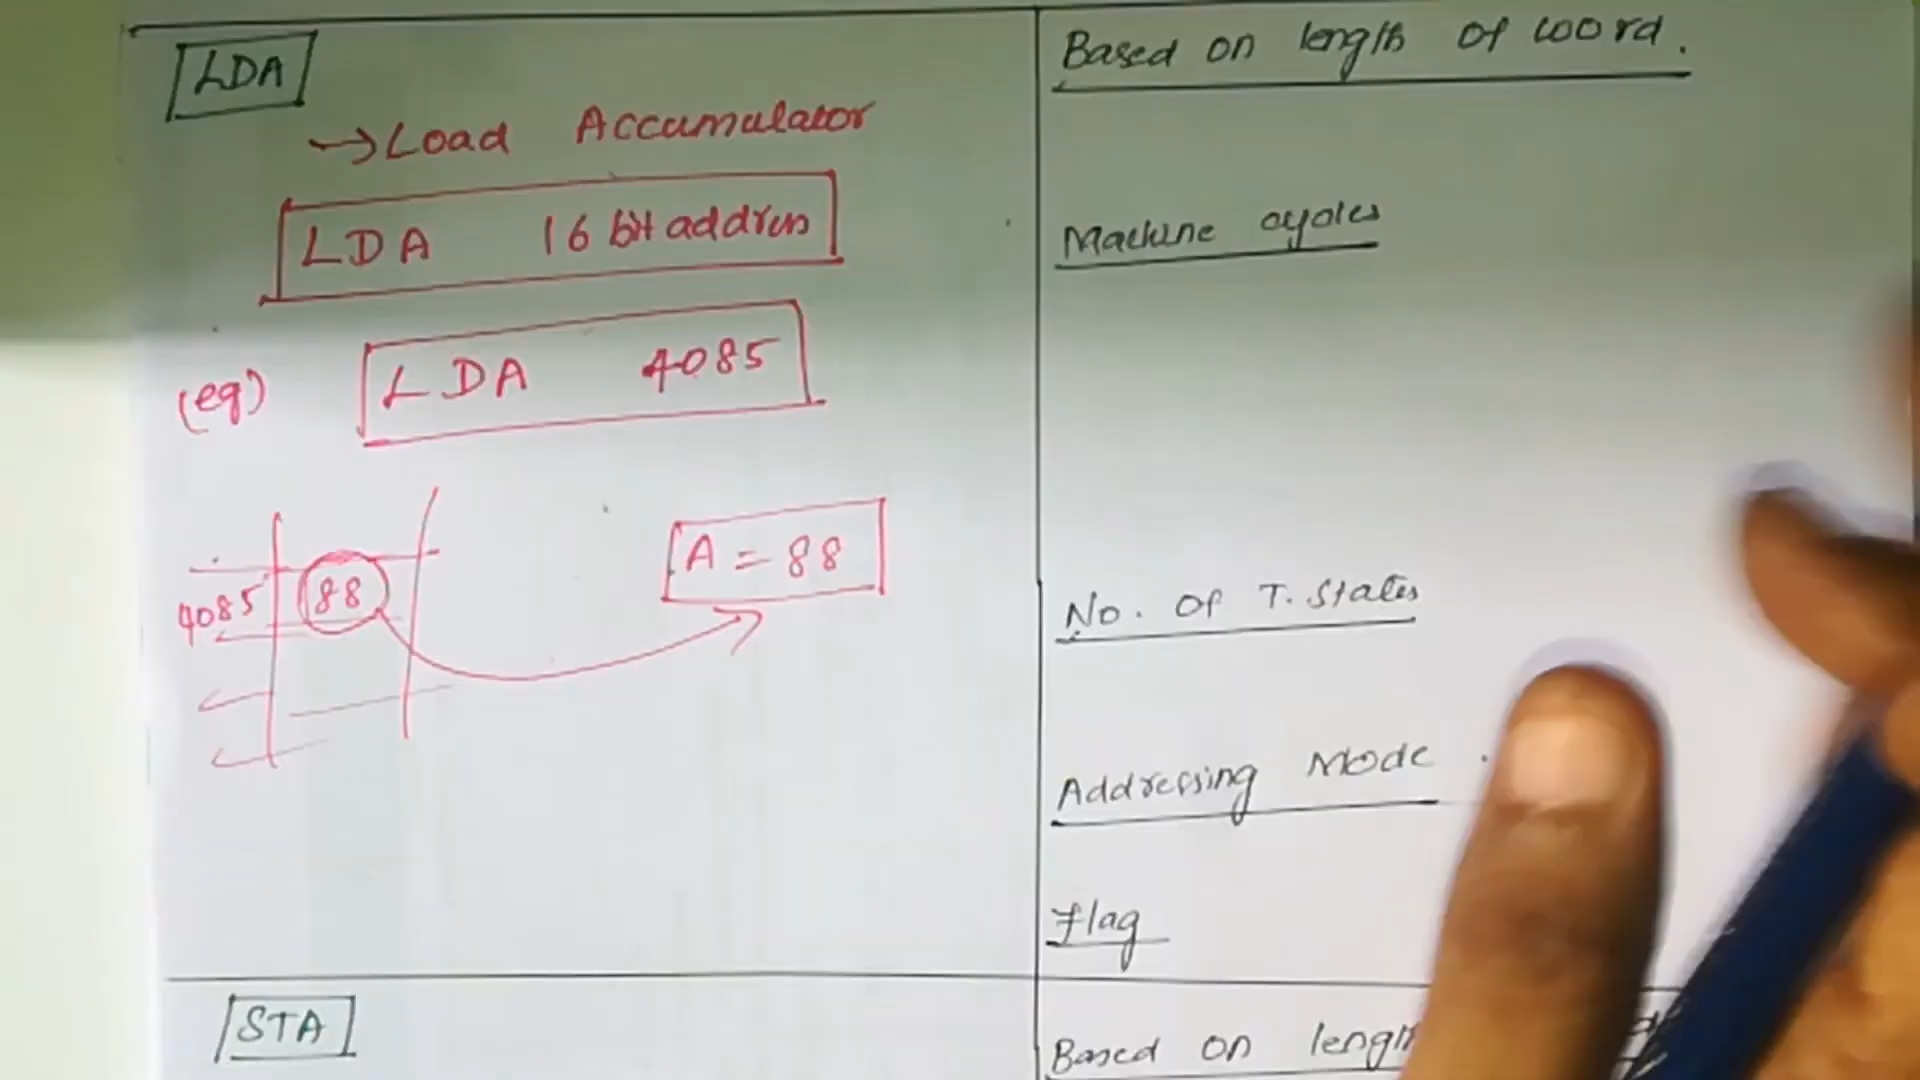 LDA
→ Load Accumulator
LDA 16 bit address
(eg) LDA 4085
4085 88
A = 88
Based on length of word.
Machine cycles
No. Of T. States
Addressing Mode.
Flag
STA
Based on